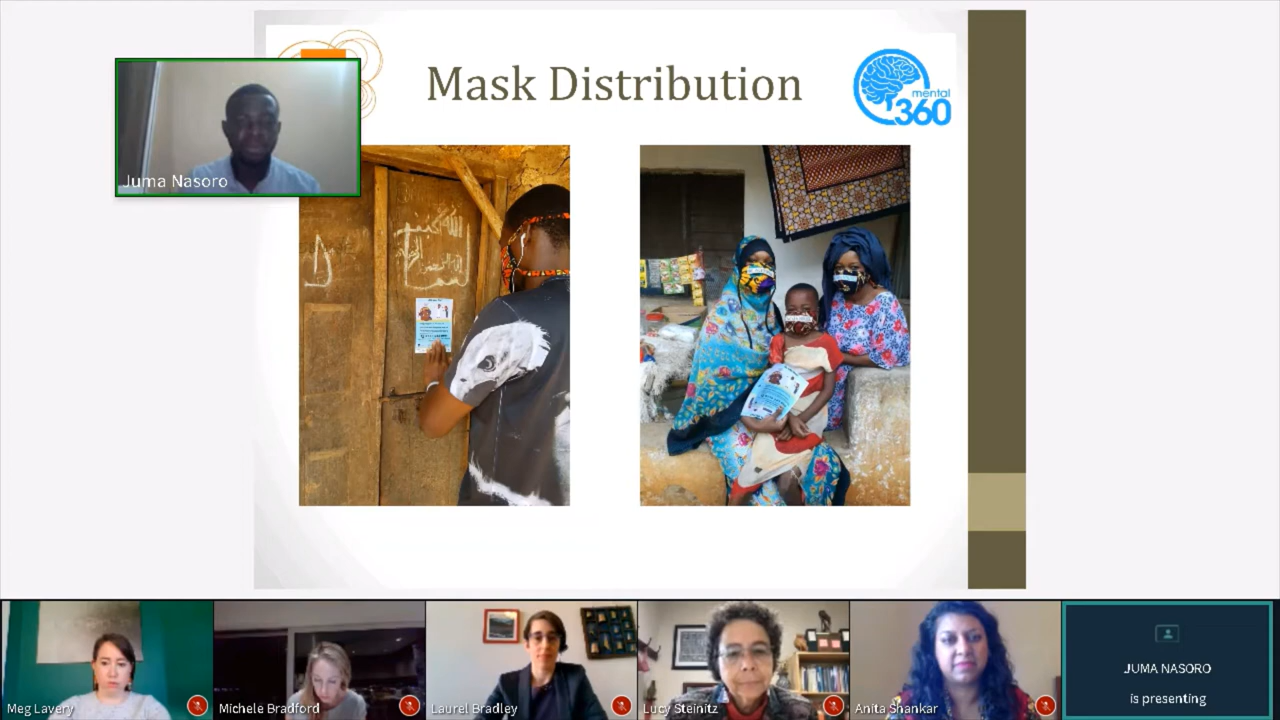 Mask Distribution
mental
360
Juma Nasoro
Meg Lavery
Michele Bradford
Laurel Bradley
Lucy Steinitz
Anita Shankar
JUMA NASORO
is presenting